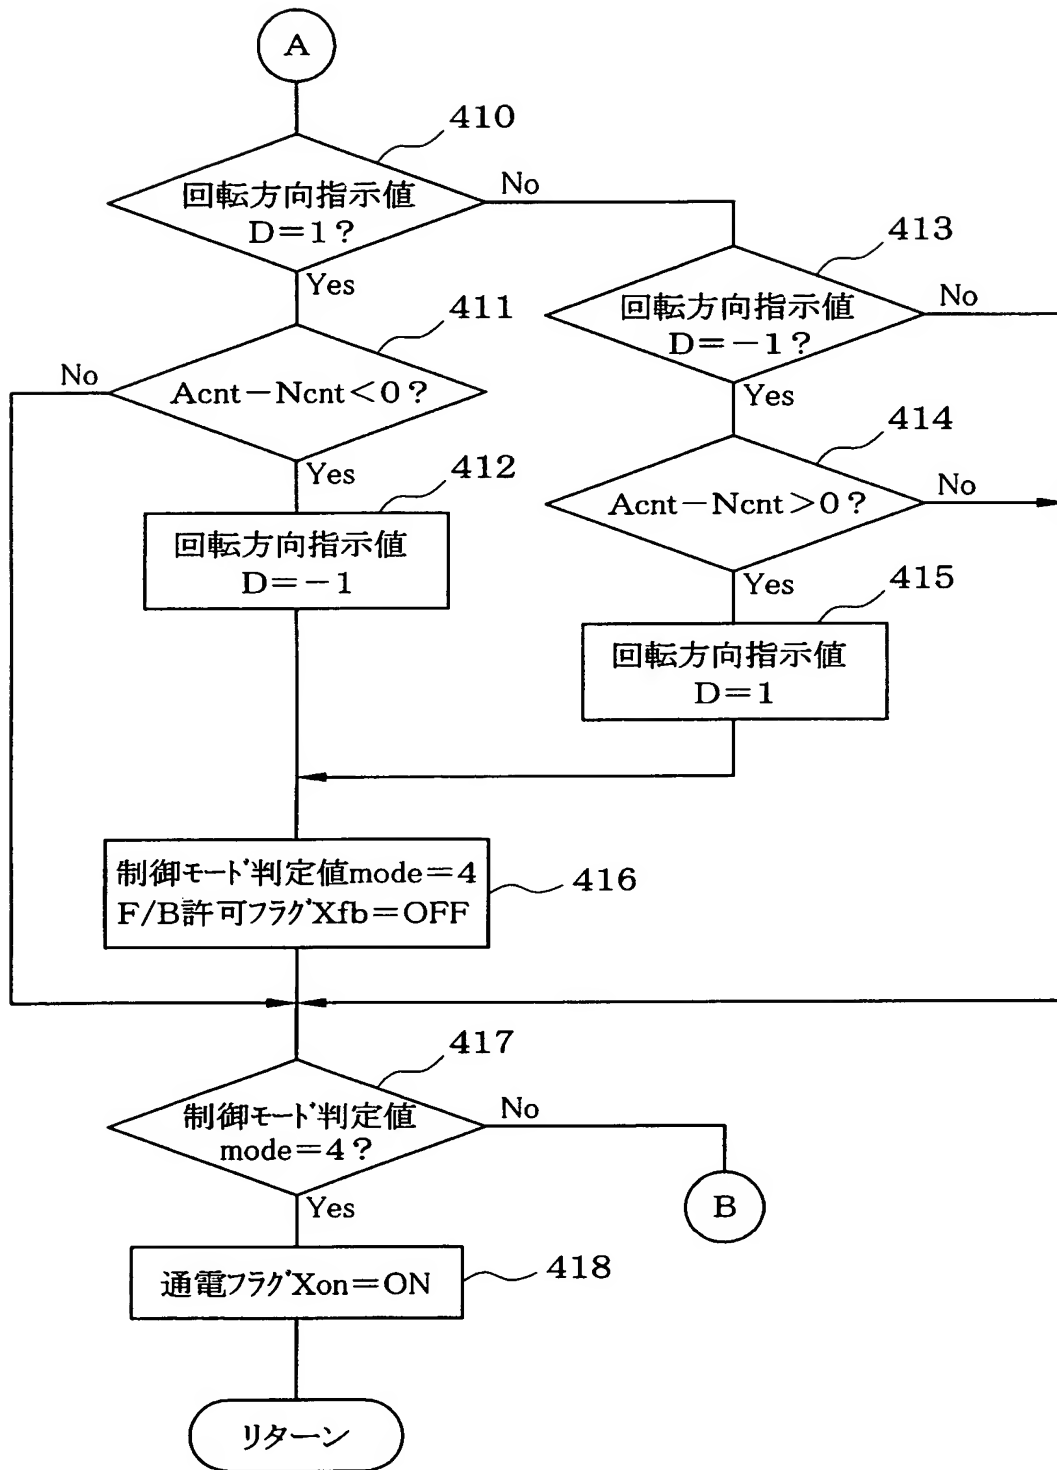 A
410
回転方向指示値
D=1?
No
Yes
413
回転方向指示値
D=-1?
No
Yes
411
Acnt-Ncnt<0?
No
Yes
414
Acnt-Ncnt>0?
No
Yes
412
回転方向指示値
D=-1
415
回転方向指示値
D=1
制御モード判定値mode=4
F/B許可フラグXfb=OFF
416
417
制御モード判定値
mode=4?
No
Yes
B
通電フラグXon=ON
418
リターン